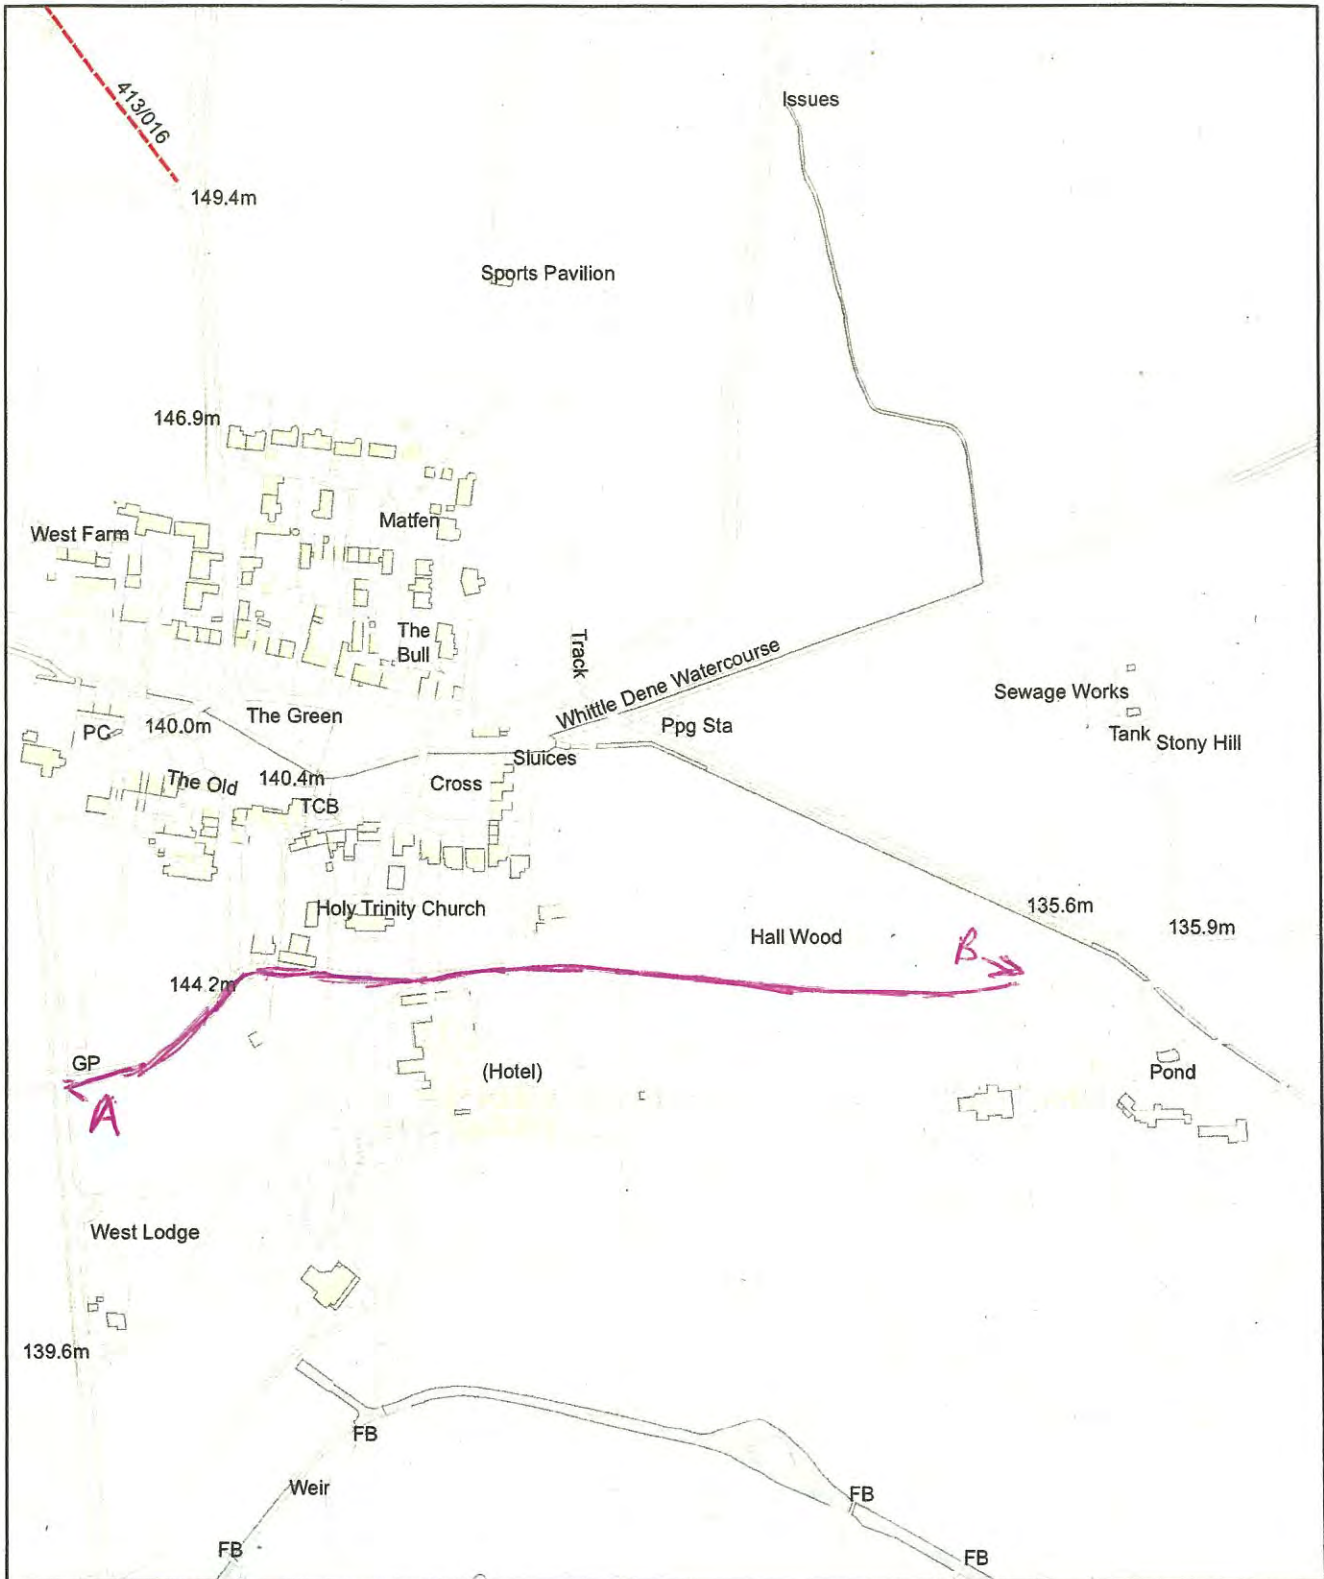 413/016
Issues
149.4m
Sports Pavilion
146.9m
Matfen
West Farm
The
Bull
Track
Whittle Dene Watercourse
Sewage Works
The Green
PC
140.0m
Ppg Sta
Tank
Stony Hill
Sluices
The Old
140.4m
Cross
TCB
Holy Trinity Church
135.6m
135.9m
Hall Wood
B
144.2m
GP
(Hotel)
Pond
A
West Lodge
139.6m
FB
Weir
FB
FB
FB